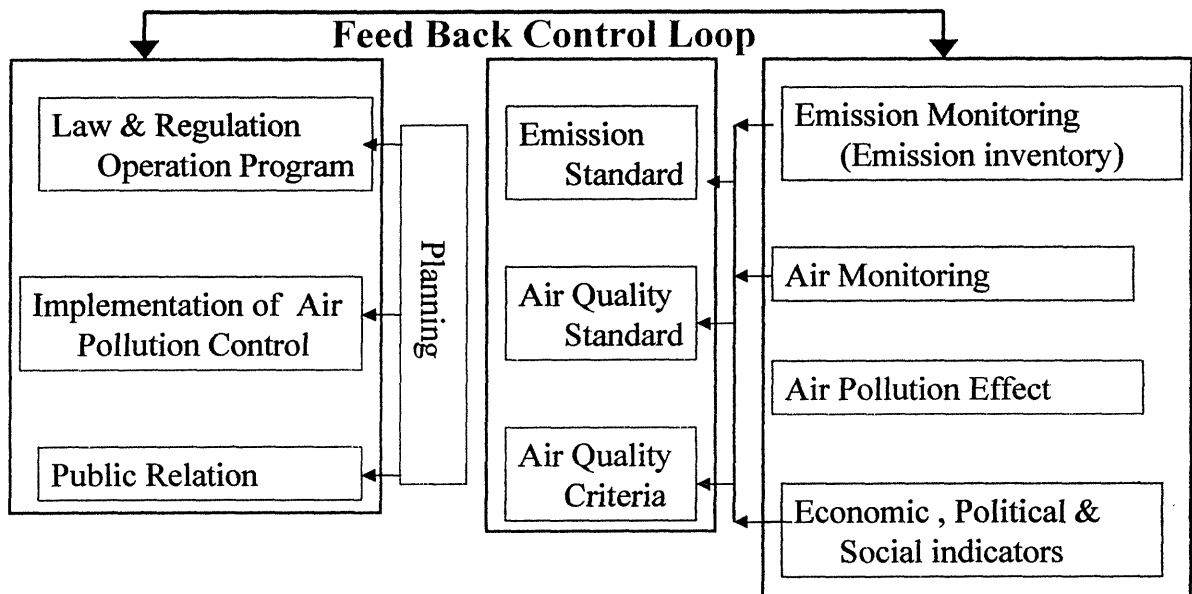 Feed Back Control Loop
Law & Regulation
Operation Program
Implementation of Air
Pollution Control
Public Relation
Planning
Emission
Standard
Air Quality
Standard
Air Quality
Criteria
Emission Monitoring
(Emission inventory)
Air Monitoring
Air Pollution Effect
Economic , Political &
Social indicators